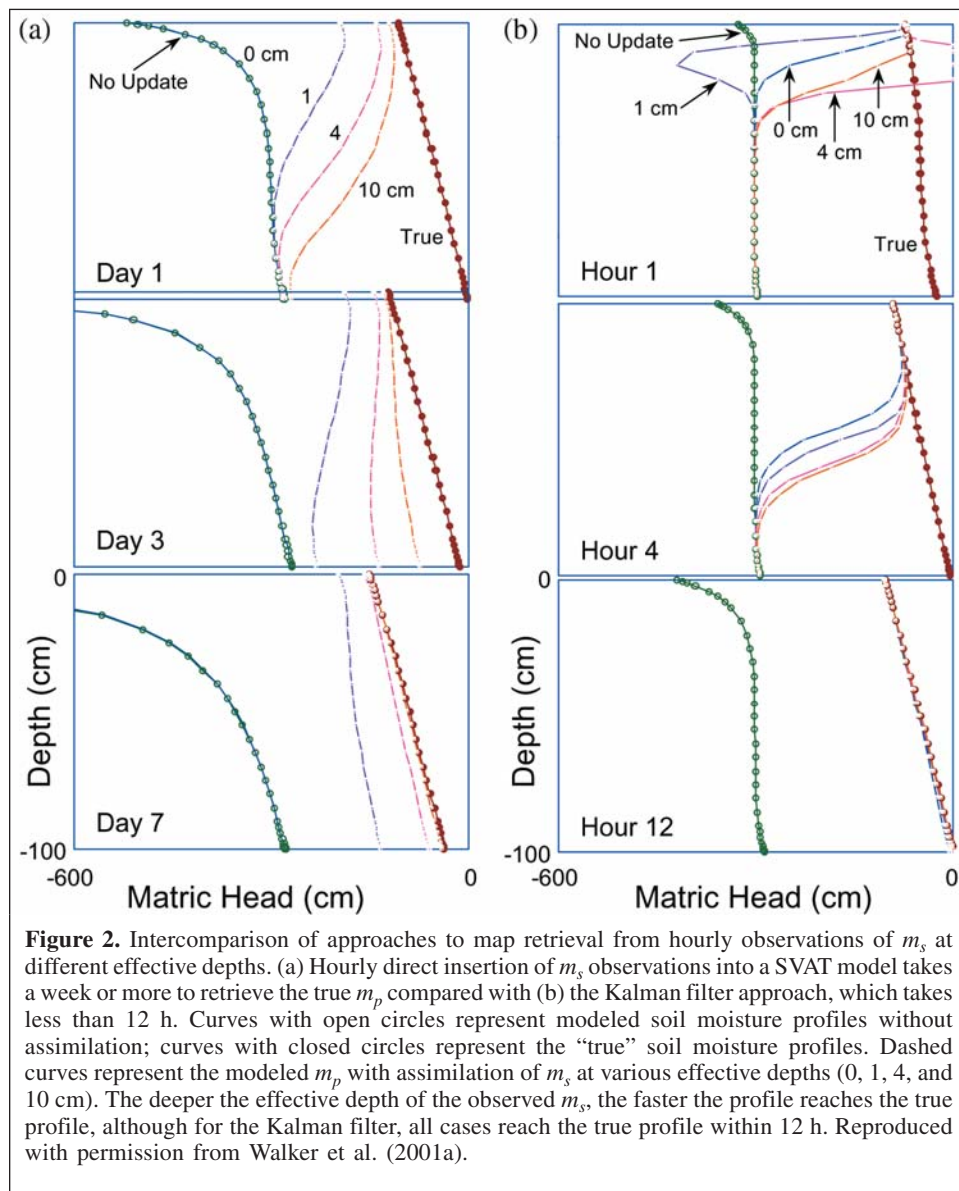 (a)
0 cm
No Update
1
4
10 cm
True
Day 1
Day 3
0
Depth (cm)
Day 7
-100
-600
0
Matric Head (cm)
(b)
No Update
1 cm
0 cm
10 cm
4 cm
True
Hour 1
Hour 4
0
Depth (cm)
Hour 12
-100
-600
0
Matric Head (cm)
Figure 2. Intercomparison of approaches to map retrieval from hourly observations of mₛ at
different effective depths. (a) Hourly direct insertion of mₛ observations into a SVAT model takes
a week or more to retrieve the true mₚ compared with (b) the Kalman filter approach, which takes
less than 12 h. Curves with open circles represent modeled soil moisture profiles without
assimilation; curves with closed circles represent the “true” soil moisture profiles. Dashed
curves represent the modeled mₚ with assimilation of mₛ at various effective depths (0, 1, 4, and
10 cm). The deeper the effective depth of the observed mₛ, the faster the profile reaches the true
profile, although for the Kalman filter, all cases reach the true profile within 12 h. Reproduced
with permission from Walker et al. (2001a).